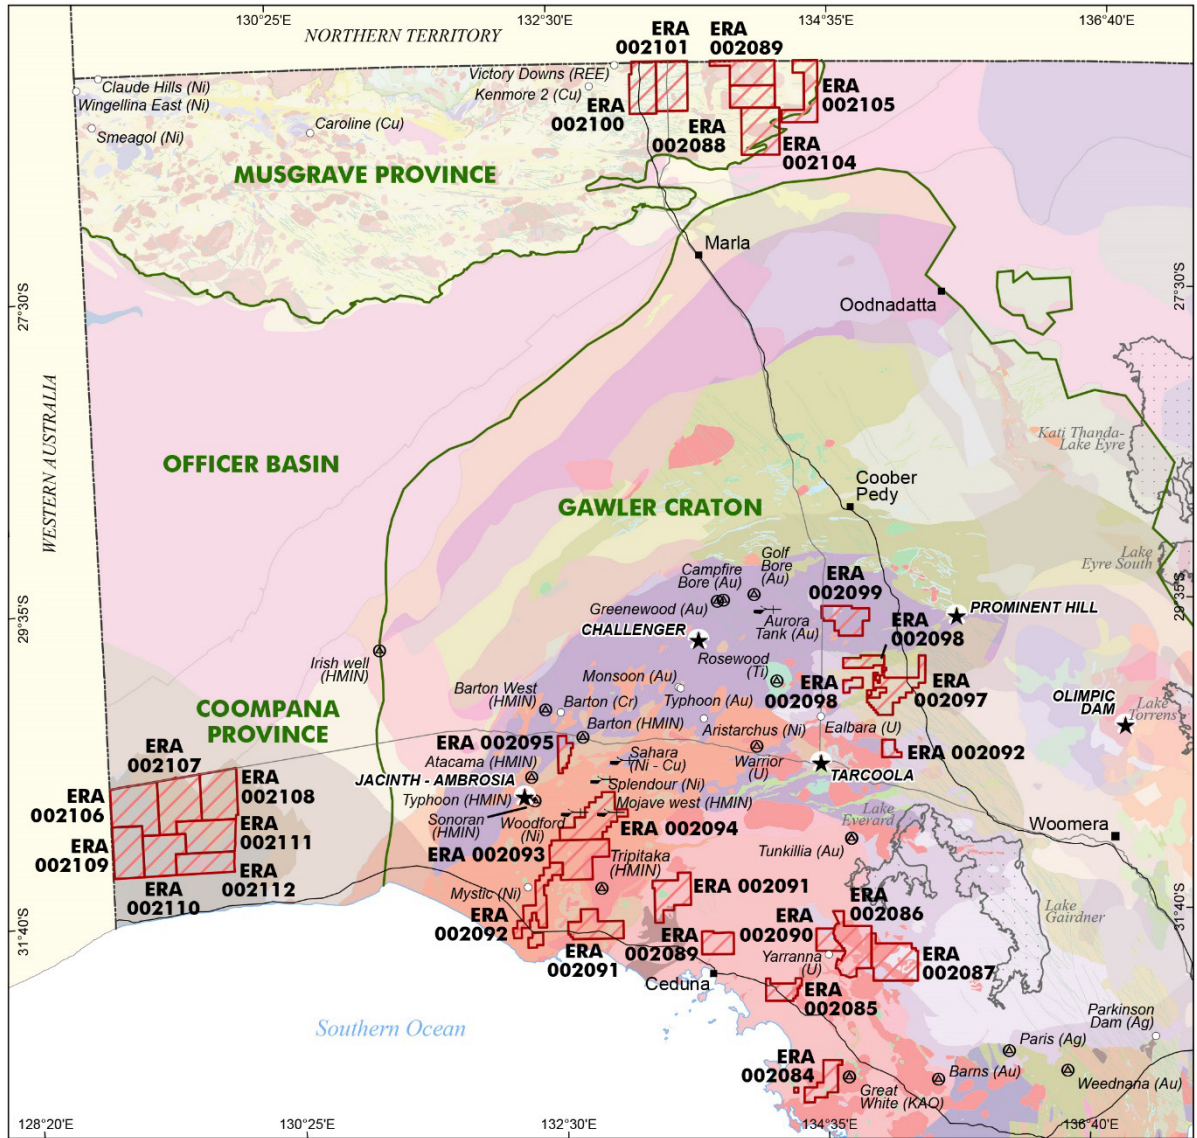 130°25'E
132°30'E
134°35'E
136°40'E
NORTHERN TERRITORY
ERA
002101
ERA
002089
Victory Downs (REE)
Kenmore 2 (Cu)
Claude Hills (Ni)
Wingellina East (Ni)
Smeagol (Ni)
Caroline (Cu)
ERA
002100
ERA
002105
ERA
002088
ERA
002104
MUSGRAVE PROVINCE
Marla
27°30'S
27°30'S
Oodnadatta
WESTERN AUSTRALIA
Kati Thanda-
Lake Eyre
OFFICER BASIN
Coober
Pedy
GAWLER CRATON
Lake
Eyre South
Golf
Bore
(Au)
Campfire
Bore (Au)
ERA
002099
29°35'S
29°35'S
Greenewood (Au)
Aurora
Tank (Au)
PROMINENT HILL
CHALLENGER
ERA
002098
Irish well
(HMIN)
Rosewood
(Ti)
Monsoon (Au)
ERA
002098
ERA
002097
Barton West
(HMIN)
Barton (Cr)
Typhoon (Au)
OLIMPIC
DAM
Lake
Torrens
COOMPANA
PROVINCE
Barton (HMIN)
Aristarchus (Ni)
Ealbara (U)
ERA
002107
ERA 002095
Atacama (HMIN)
Sahara
(Ni - Cu)
Warrior
(U)
ERA 002092
TARCOOLA
JACINTH - AMBROSIA
Splendour (Ni)
ERA
002108
ERA
002106
Typhoon (HMIN)
Mojave west (HMIN)
Sonoran
(HMIN)
Woodford
(Ni)
ERA 002094
Lake
Everard
Woomera
ERA
002111
ERA
002109
ERA 002093
Tripitaka
(HMIN)
Tunkillia (Au)
ERA
002112
ERA
002110
Mystic (Ni)
ERA 002091
ERA
002086
Lake
Gairdner
31°40'S
31°40'S
ERA
002092
ERA
002091
ERA
002089
ERA
002090
Yarranna
(U)
ERA
002087
Ceduna
ERA
002085
Southern Ocean
Parkinson
Dam (Ag)
Paris (Ag)
ERA
002084
Great
White (KAO)
Barns (Au)
Weednana (Au)
128°20'E
130°25'E
132°30'E
134°35'E
136°40'E